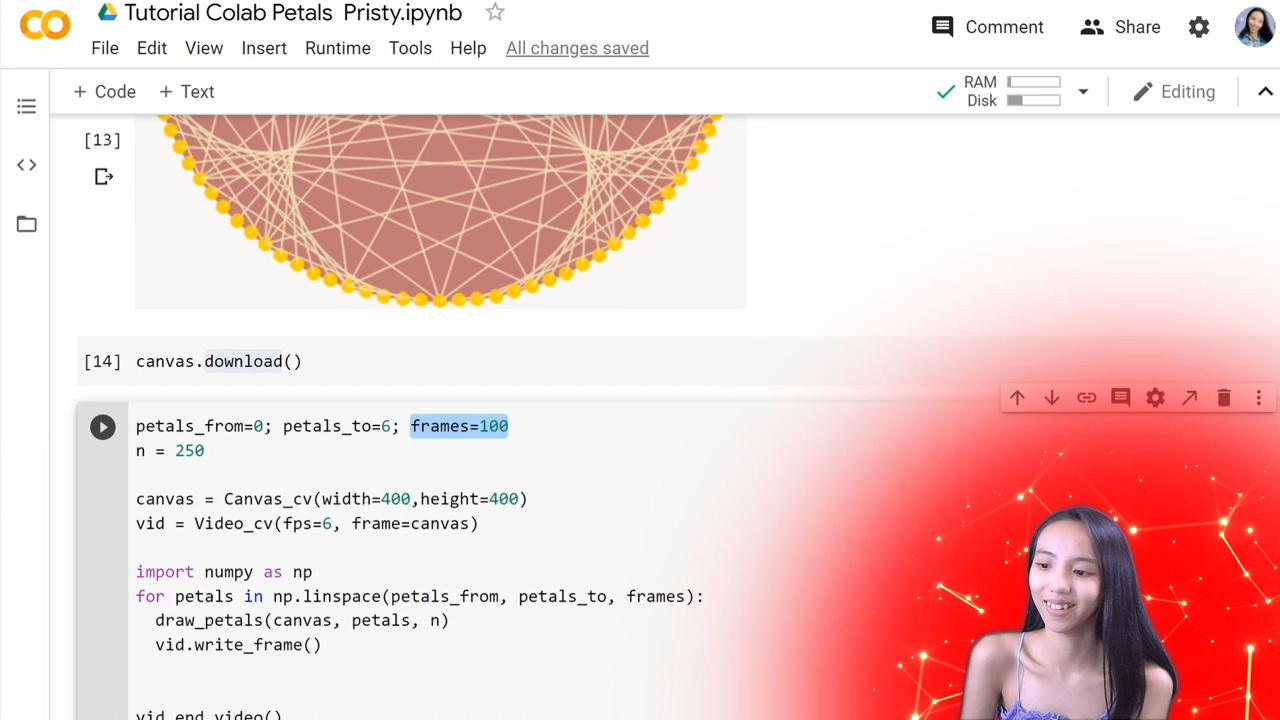 Tutorial Colab Petals Pristy.ipynb
File Edit View Insert Runtime Tools Help All changes saved
Comment Share
+ Code + Text
RAM
Disk
Editing
[13]
[14] canvas.download()
petals_from=0; petals_to=6; frames=100
n = 250
canvas = Canvas_cv(width=400,height=400)
vid = Video_cv(fps=6, frame=canvas)
import numpy as np
for petals in np.linspace(petals_from, petals_to, frames):
draw_petals(canvas, petals, n)
vid.write_frame()
vid.end_video()